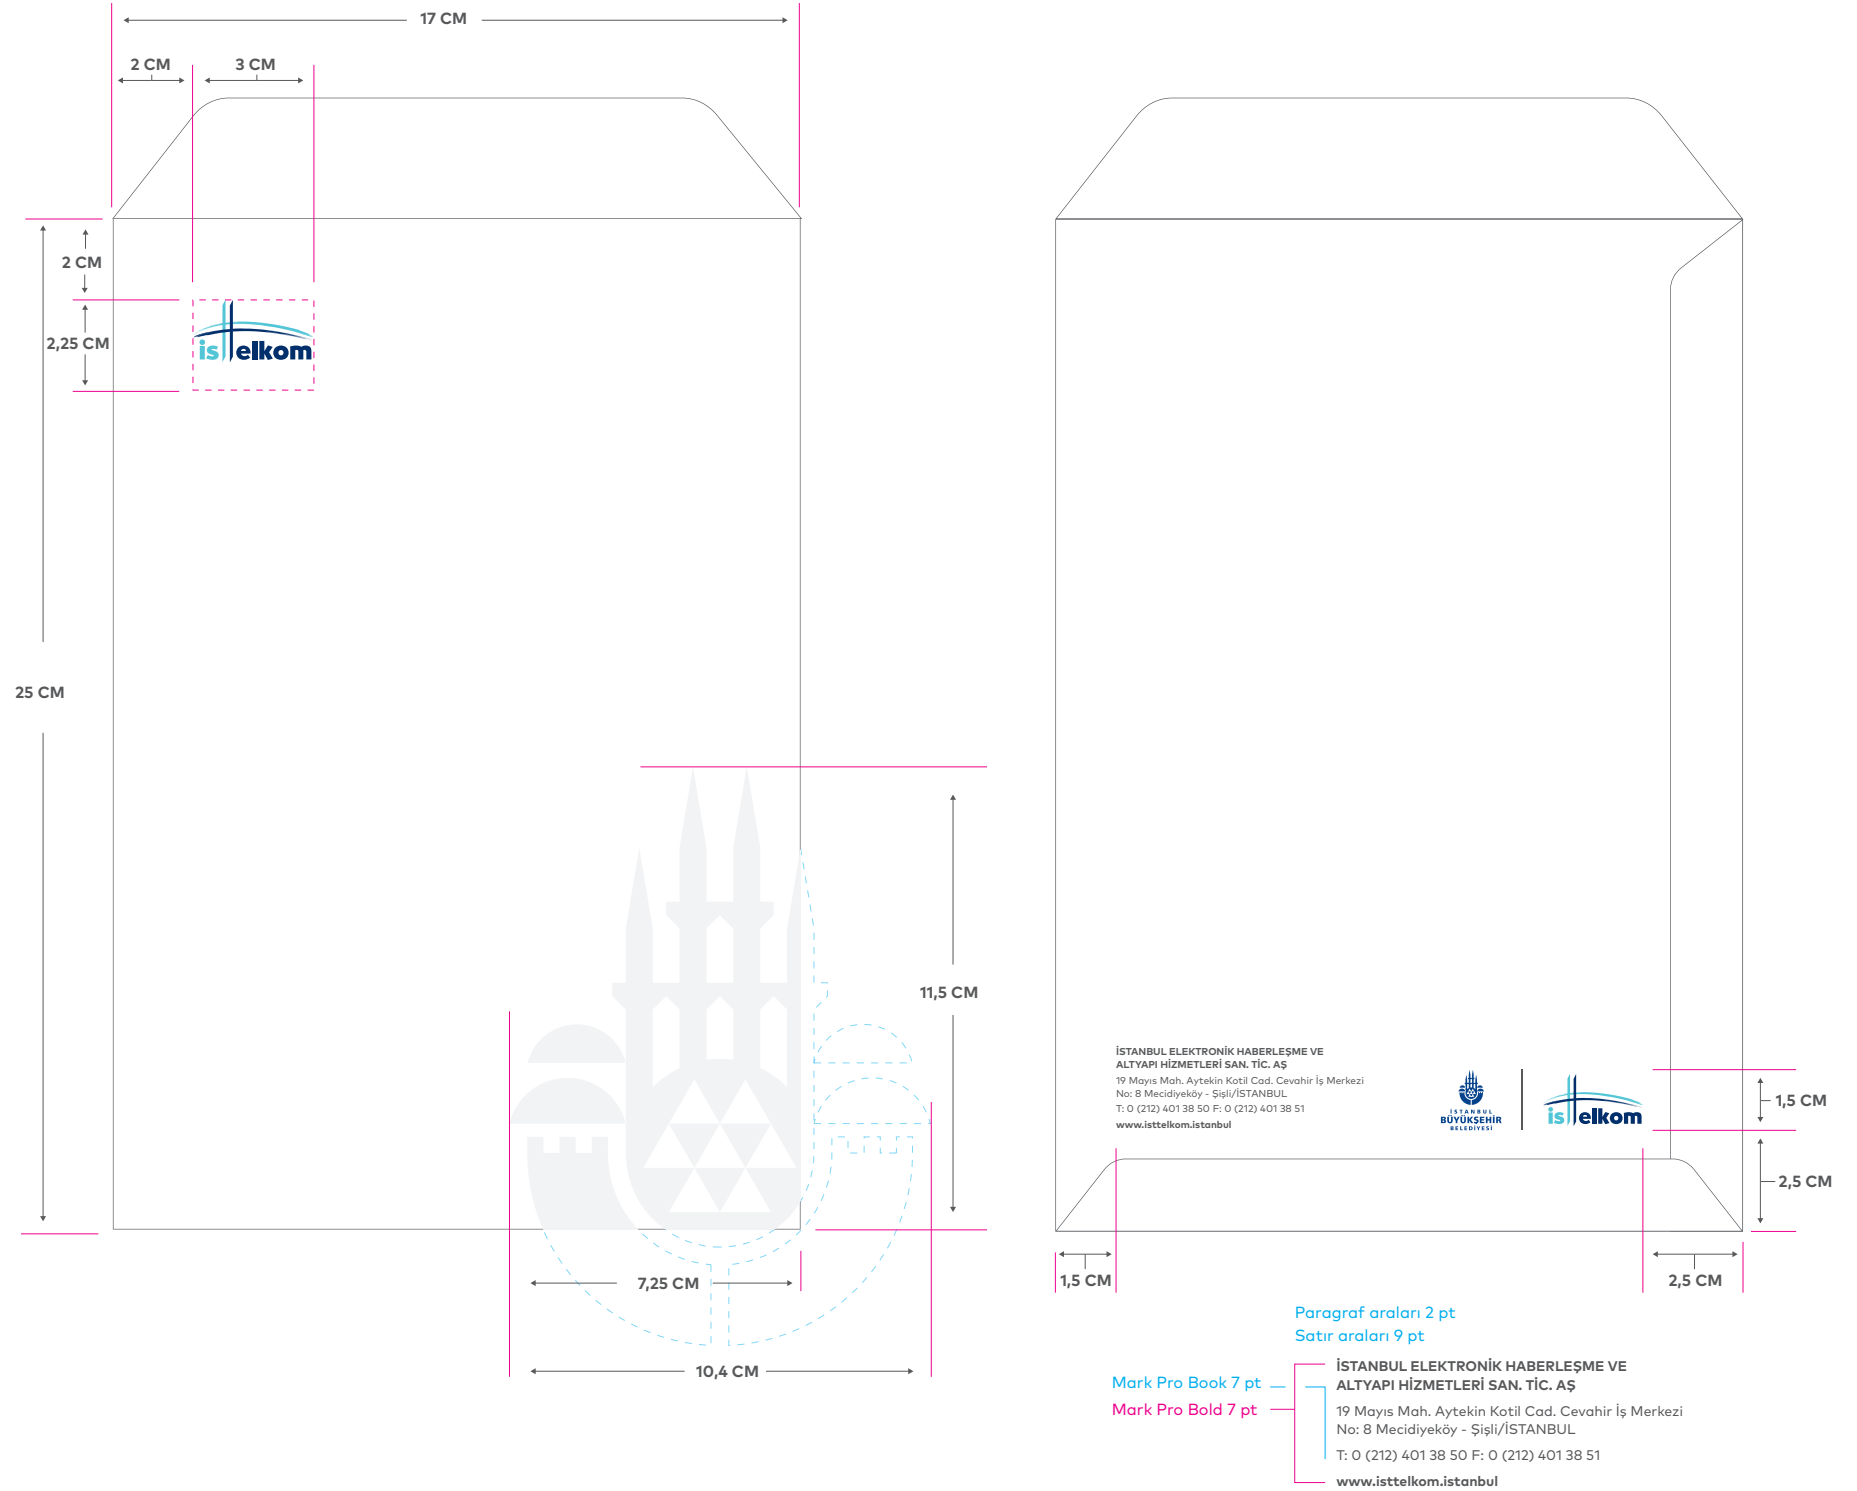 17 CM
2 CM
3 CM
2 CM
2,25 CM
isttelkom
25 CM
11,5 CM
7,25 CM
10,4 CM
İSTANBUL ELEKTRONİK HABERLEŞME VE
ALTYAPI HİZMETLERİ SAN. TİC. AŞ
19 Mayıs Mah. Aytekin Kotil Cad. Cevahir İş Merkezi
No: 8 Mecidiyeköy - Şişli/İSTANBUL
T: 0 (212) 401 38 50 F: 0 (212) 401 38 51
www.isttelkom.istanbul
İSTANBUL
BÜYÜKŞEHİR
BELEDİYESİ
isttelkom
1,5 CM
2,5 CM
1,5 CM
2,5 CM
Paragraf araları 2 pt
Satır araları 9 pt
Mark Pro Book 7 pt
Mark Pro Bold 7 pt
İSTANBUL ELEKTRONİK HABERLEŞME VE
ALTYAPI HİZMETLERİ SAN. TİC. AŞ
19 Mayıs Mah. Aytekin Kotil Cad. Cevahir İş Merkezi
No: 8 Mecidiyeköy - Şişli/İSTANBUL
T: 0 (212) 401 38 50 F: 0 (212) 401 38 51
www.isttelkom.istanbul